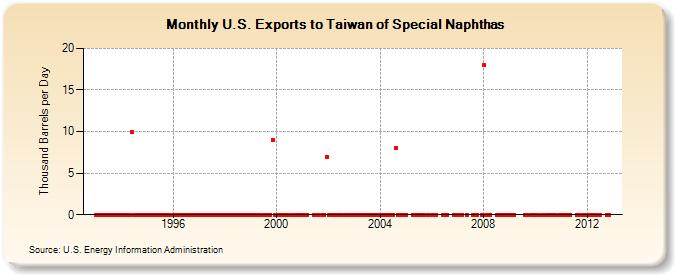 Monthly U.S. Exports to Taiwan of Special Naphthas
Thousand Barrels per Day
20
15
10
5
0
1996 2000 2004 2008 2012
Source: U.S. Energy Information Administration